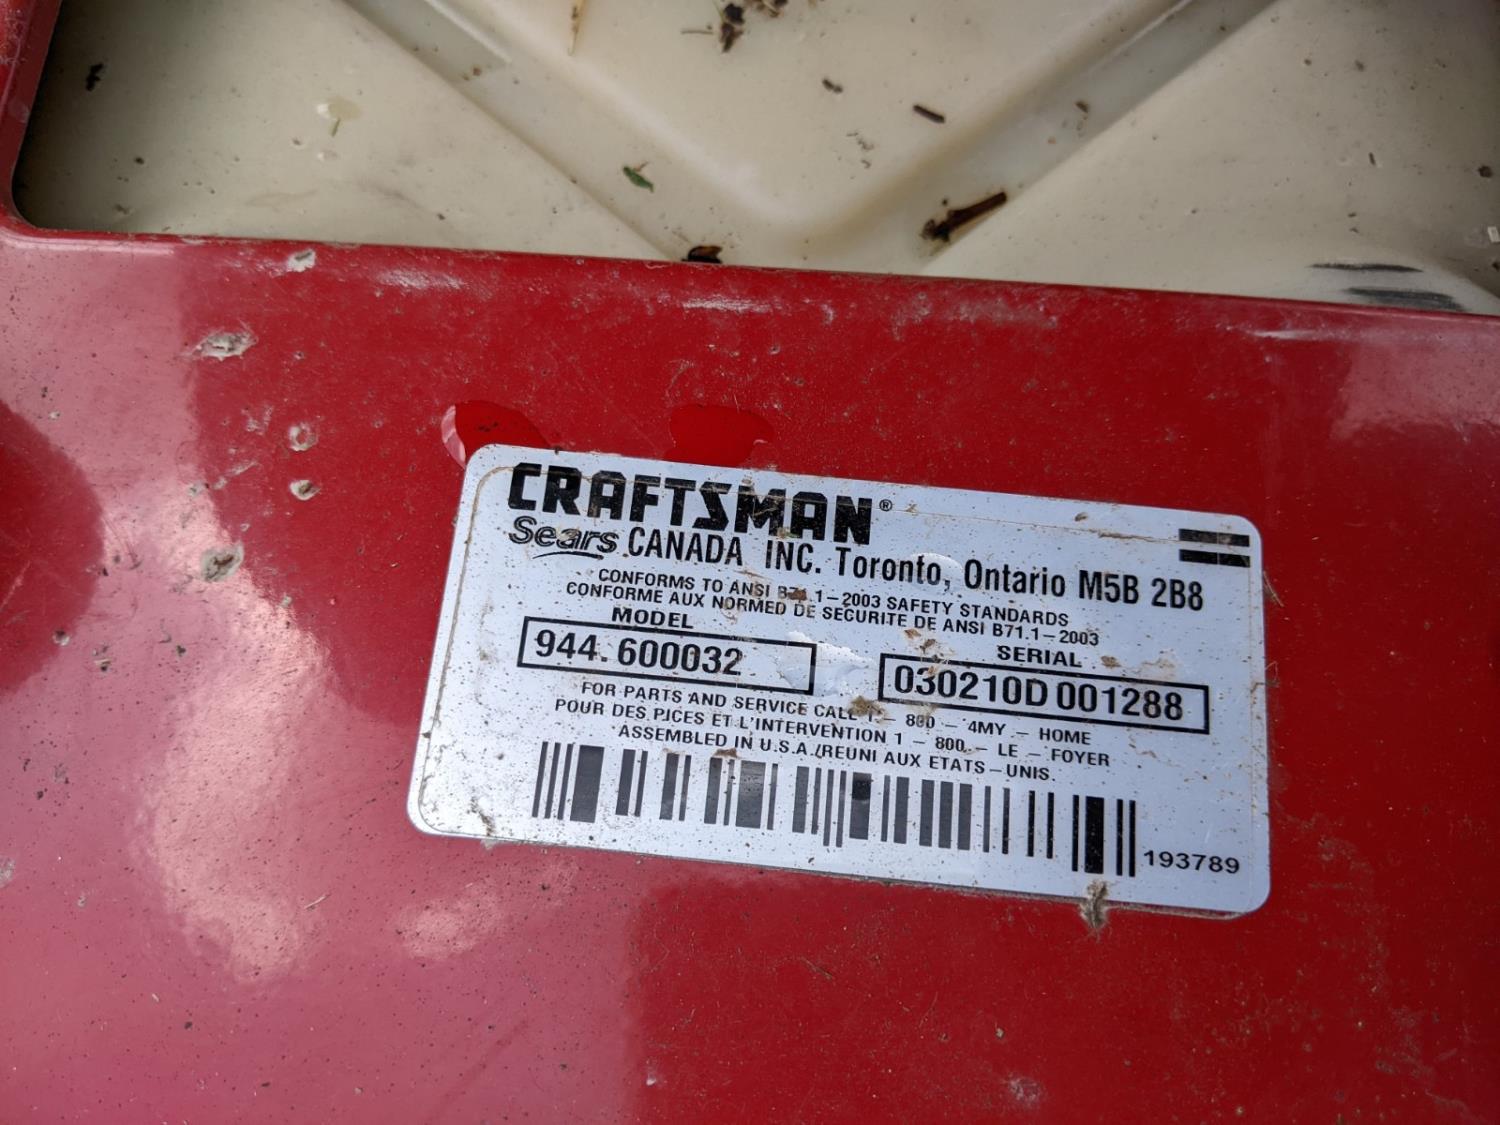 CRAFTSMAN®
Sears CANADA INC. Toronto, Ontario M5B 2B8
CONFORMS TO ANSI B71.1-2003 SAFETY STANDARDS
CONFORME AUX NORMED DE SECURITE DE ANSI B71.1-2003
MODEL SERIAL
944.600032 030210D 001288
FOR PARTS AND SERVICE CALL 1 - 800 - 4MY - HOME
POUR DES PICES ET L'INTERVENTION 1 - 800 - LE - FOYER
ASSEMBLED IN U.S.A./REUNI AUX ETATS-UNIS.
193789